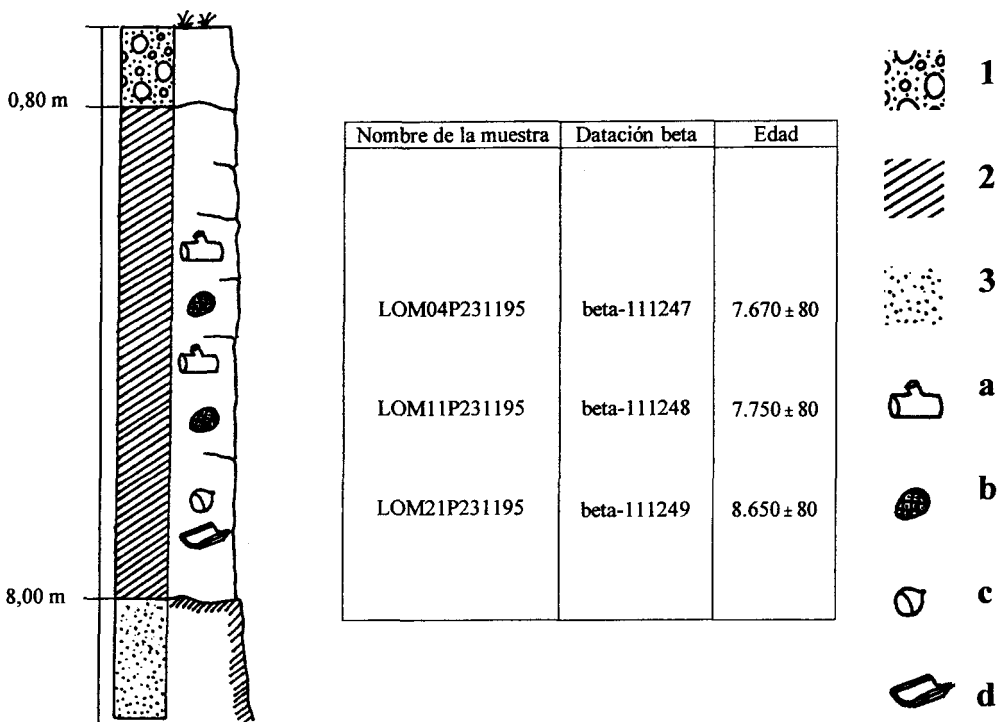 0,80 m
8,00 m
Nombre de la muestra Datación beta Edad
LOM04P231195 beta-111247 7.670 ± 80
LOM11P231195 beta-111248 7.750 ± 80
LOM21P231195 beta-111249 8.650 ± 80
1
2
3
a
b
c
d